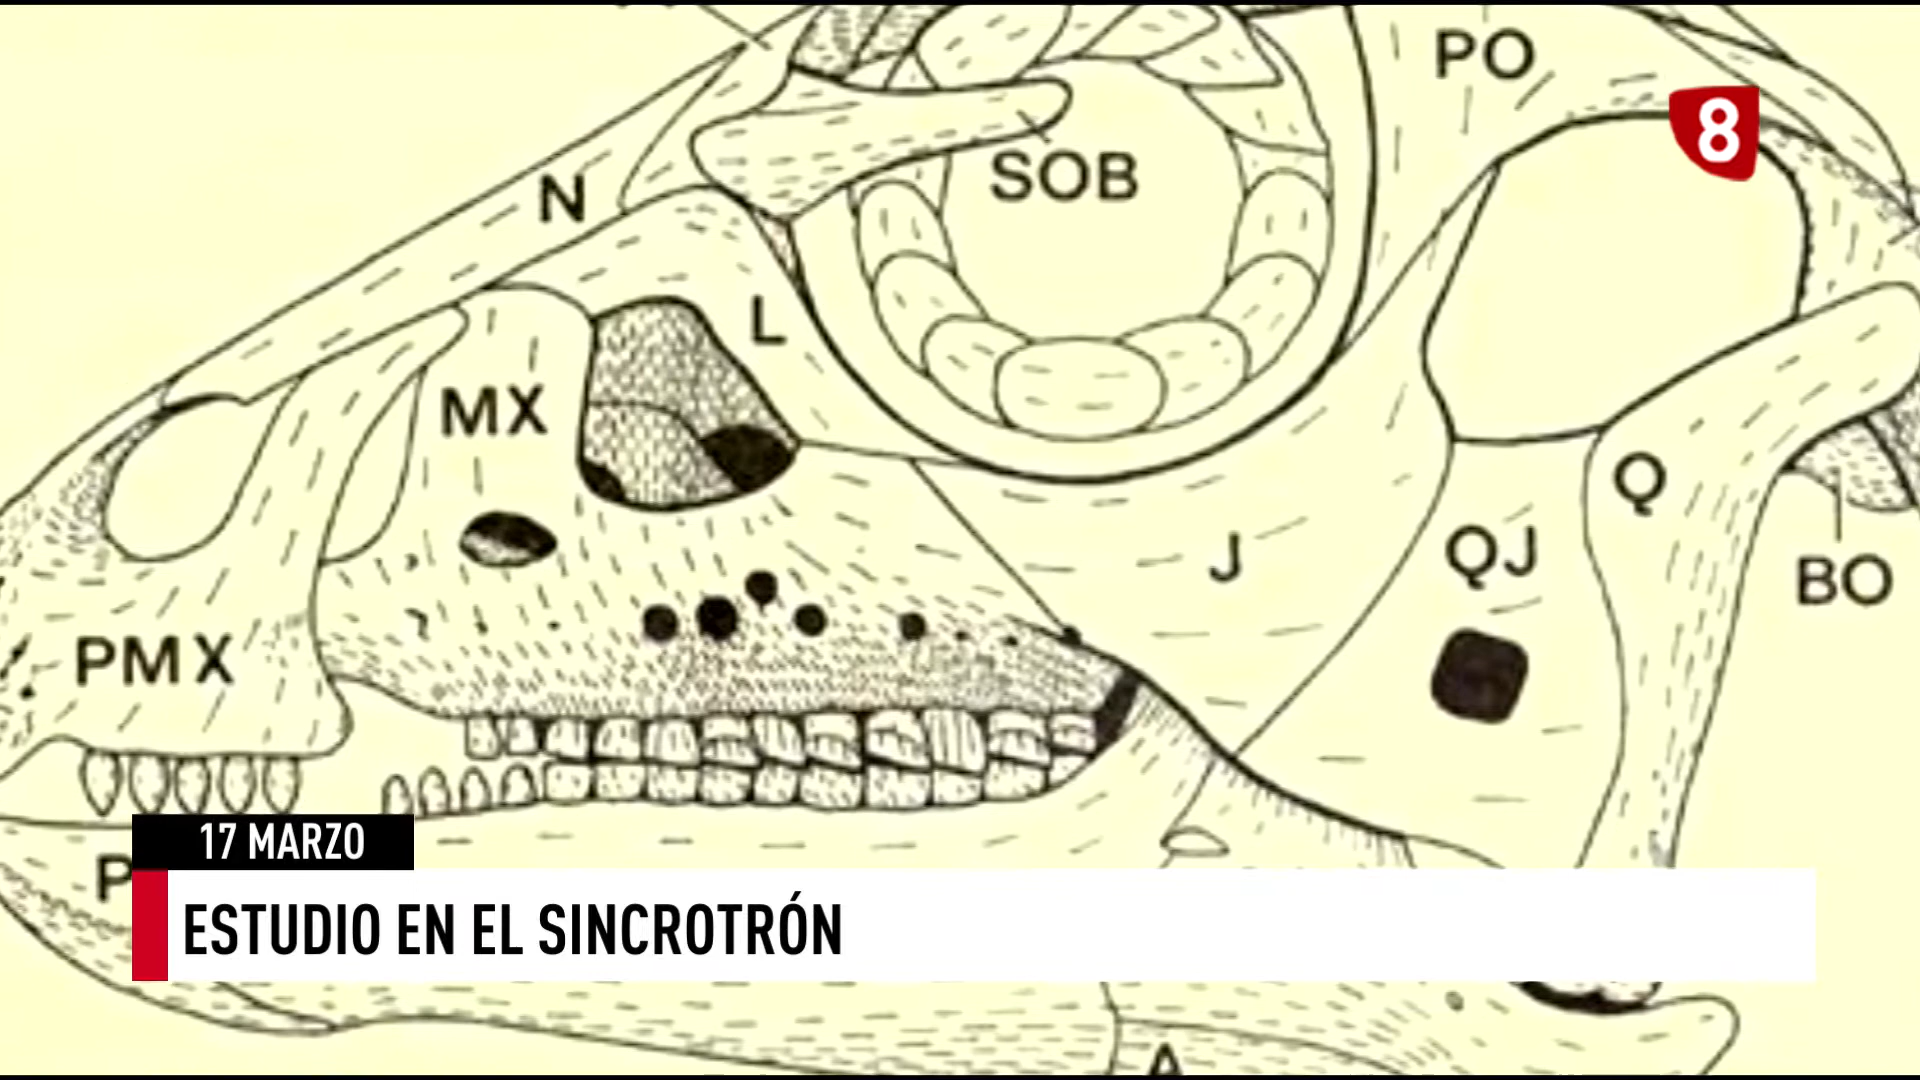 PO
8
SOB
N
L
MX
Q
J
QJ
BO
PMX
P
17 MARZO
ESTUDIO EN EL SINCROTRÓN
A